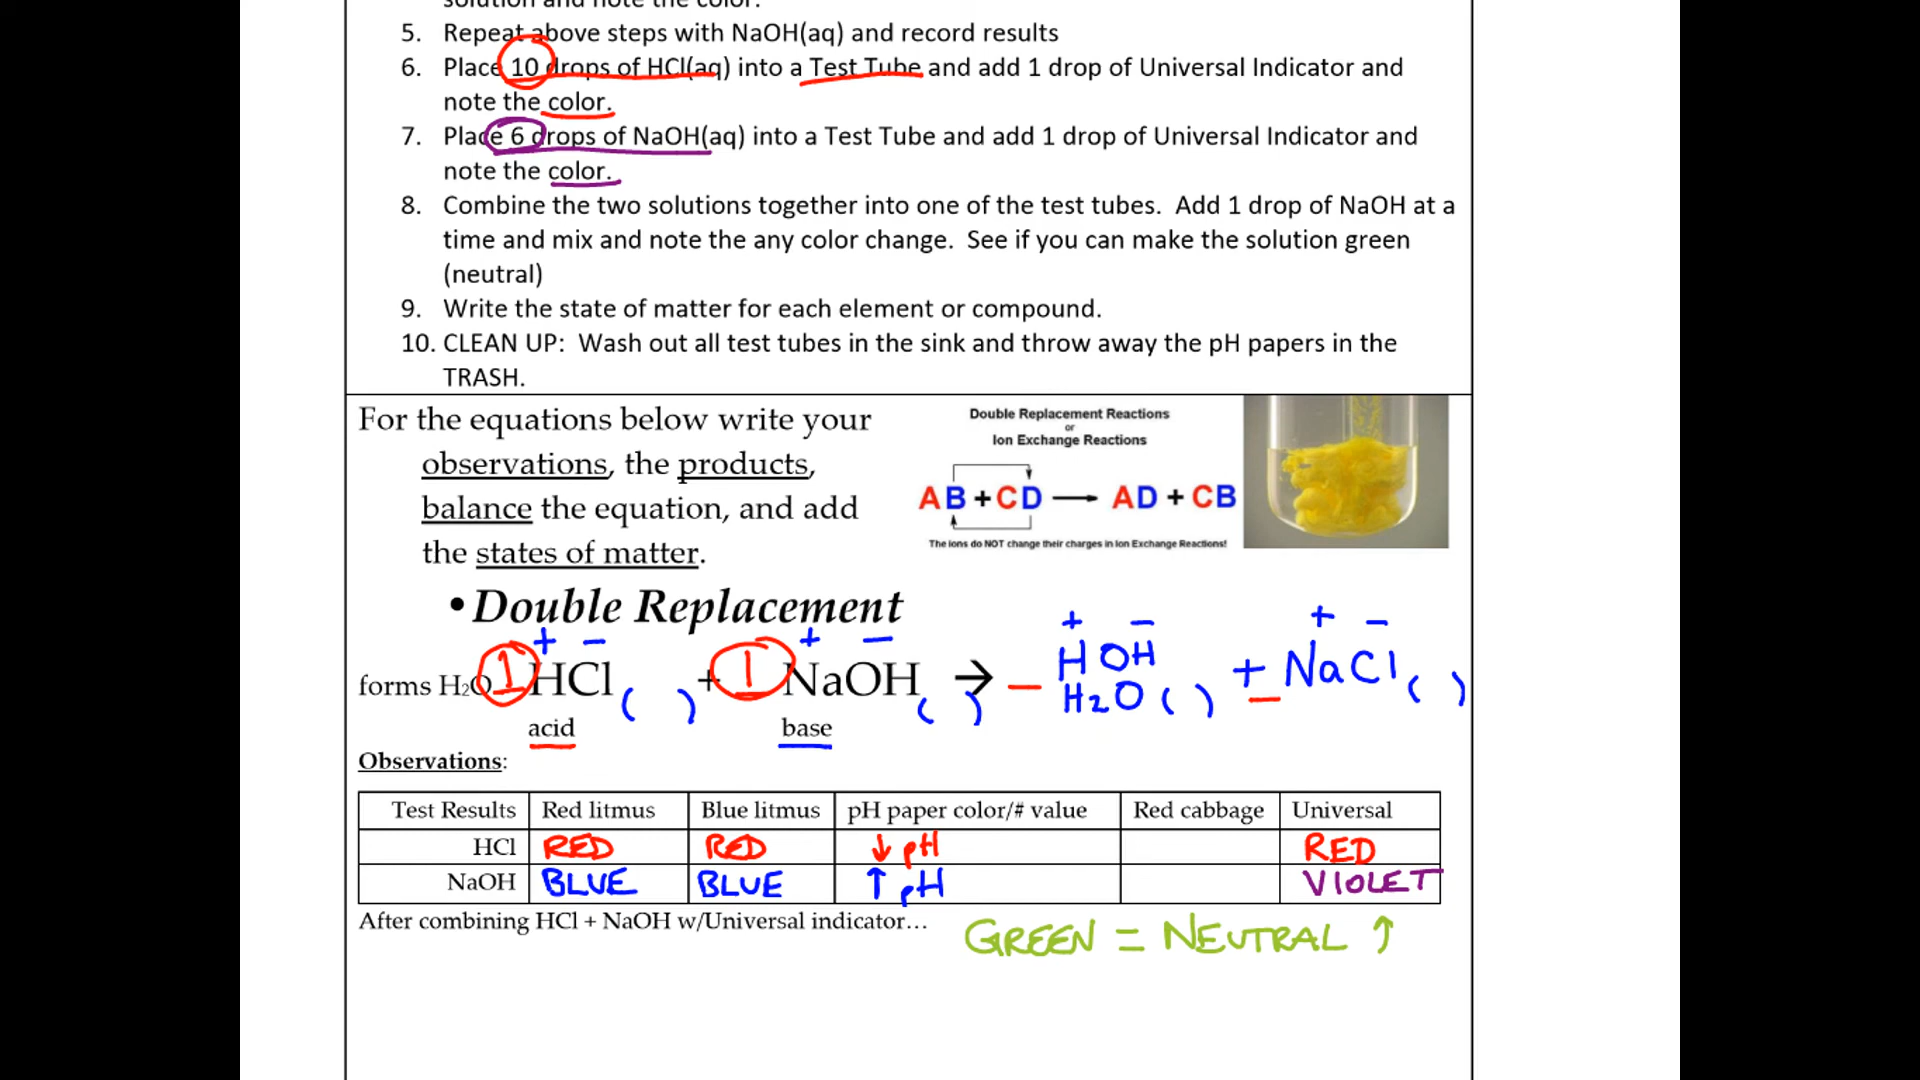 solution and note the color.
5. Repeat above steps with NaOH(aq) and record results
6. Place 10 drops of HCl(aq) into a Test Tube and add 1 drop of Universal Indicator and
note the color.
7. Place 6 drops of NaOH(aq) into a Test Tube and add 1 drop of Universal Indicator and
note the color.
8. Combine the two solutions together into one of the test tubes. Add 1 drop of NaOH at a
time and mix and note the any color change. See if you can make the solution green
(neutral)
9. Write the state of matter for each element or compound.
10. CLEAN UP: Wash out all test tubes in the sink and throw away the pH papers in the
TRASH.
For the equations below write your
observations, the products,
balance the equation, and add
the states of matter.
Double Replacement Reactions
or
Ion Exchange Reactions
AB + CD → AD + CB
The Ions do NOT change their charges in Ion Exchange Reactions!
•Double Replacement
+ − + − + − + −
forms H₂O 1 HCl ( ) + 1 NaOH ( ) → _ HOH + _ NaCl ( )
H₂O ( )
acid base
Observations:
Test Results Red litmus Blue litmus pH paper color/# value Red cabbage Universal
HCl RED RED ↓ pH RED
NaOH BLUE BLUE ↑ pH VIOLET
After combining HCl + NaOH w/Universal indicator… GREEN = NEUTRAL ↑